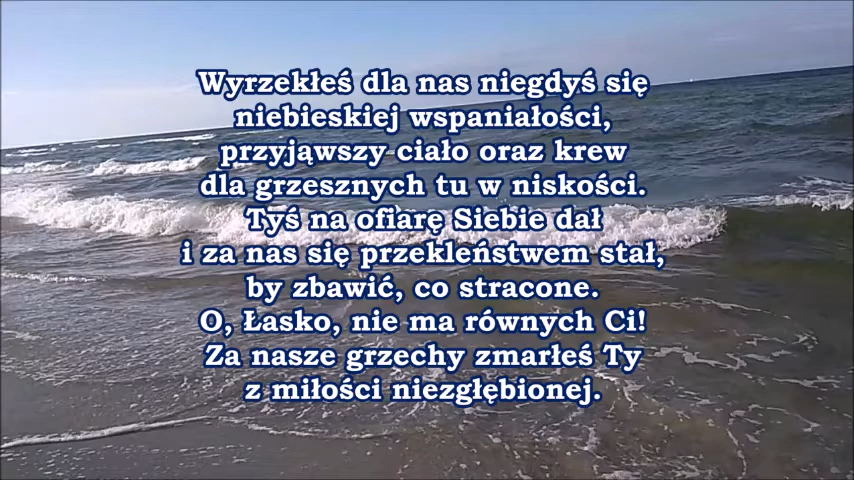 Wyrzekłeś dla nas niegdyś się
niebieskiej wspaniałości,
przyjąwszy ciało oraz krew
dla grzesznych tu w niskości.
Tyś na ofiarę Siebie dał
i za nas się przekleństwem stał,
by zbawić, co stracone.
O, Łasko, nie ma równych Ci!
Za nasze grzechy zmarłeś Ty
z miłości niezgłębionej.